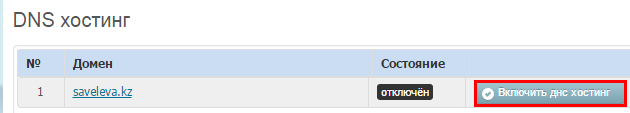 DNS хостинг
№ Домен Состояние
1 saveleva.kz отключён Включить днс хостинг